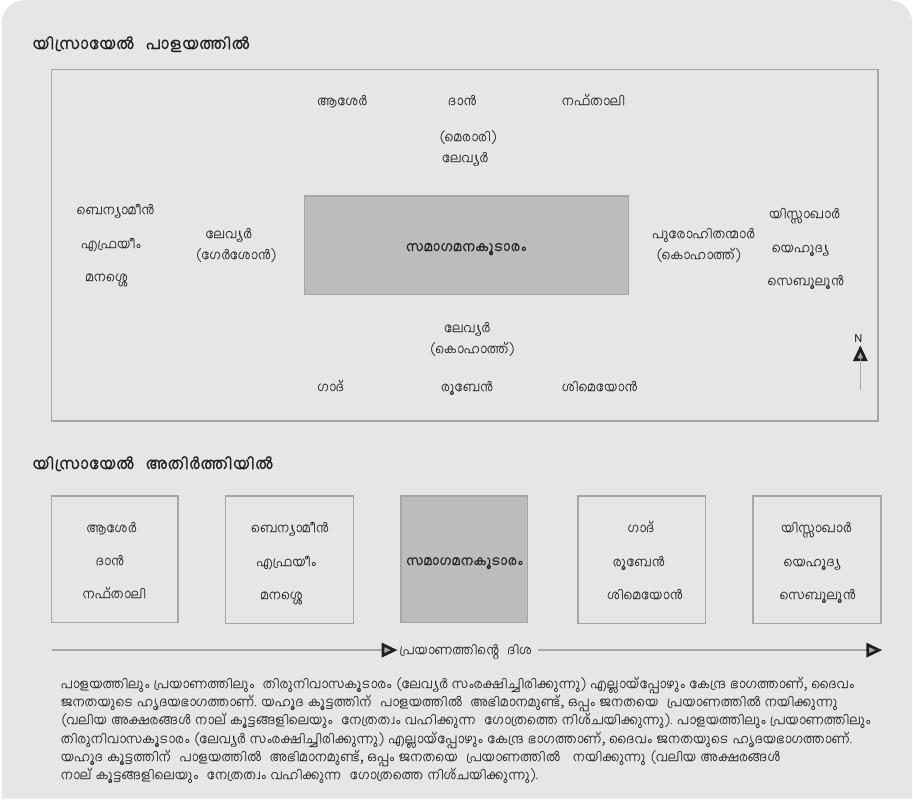 യിസ്രായേൽ പാളയത്തിൽ
ആശേർ ദാൻ നഫ്താലി
(മെരാരി)
ലേവ്യർ
ബെന്യാമീൻ
എഫ്രയീം
മനശ്ശെ
ലേവ്യർ
(ഗേർശോൻ)
സമാഗമനകൂടാരം
പുരോഹിതന്മാർ
(കൊഹാത്ത്)
യിസ്സാഖാർ
യെഹൂദ്യ
സെബൂലൂൻ
ലേവ്യർ
(കൊഹാത്ത്)
N
ഗാദ് രൂബേൻ ശിമെയോൻ
യിസ്രായേൽ അതിർത്തിയിൽ
ആശേർ
ദാൻ
നഫ്താലി
ബെന്യാമീൻ
എഫ്രയീം
മനശ്ശെ
സമാഗമനകൂടാരം
ഗാദ്
രൂബേൻ
ശിമെയോൻ
യിസ്സാഖാർ
യെഹൂദ്യ
സെബൂലൂൻ
പ്രയാണത്തിന്റെ ദിശ
പാളയത്തിലും പ്രയാണത്തിലും തിരുനിവാസകൂടാരം (ലേവ്യർ സംരക്ഷിച്ചിരിക്കുന്നു) എല്ലായ്പ്പോഴും കേന്ദ്ര ഭാഗത്താണ്, ദൈവം
ജനതയുടെ ഹൃദയഭാഗത്താണ്. യഹൂദ കൂട്ടത്തിന് പാളയത്തിൽ അഭിമാനമുണ്ട്, ഒപ്പം ജനതയെ പ്രയാണത്തിൽ നയിക്കുന്നു
(വലിയ അക്ഷരങ്ങൾ നാല് കൂട്ടങ്ങളിലെയും നേത്രത്വം വഹിക്കുന്ന ഗോത്രത്തെ നിശ്ചയിക്കുന്നു). പാളയത്തിലും പ്രയാണത്തിലും
തിരുനിവാസകൂടാരം (ലേവ്യർ സംരക്ഷിച്ചിരിക്കുന്നു) എല്ലായ്പ്പോഴും കേന്ദ്ര ഭാഗത്താണ്, ദൈവം ജനതയുടെ ഹൃദയഭാഗത്താണ്.
യഹൂദ കൂട്ടത്തിന് പാളയത്തിൽ അഭിമാനമുണ്ട്, ഒപ്പം ജനതയെ പ്രയാണത്തിൽ നയിക്കുന്നു (വലിയ അക്ഷരങ്ങൾ
നാല് കൂട്ടങ്ങളിലെയും നേത്രത്വം വഹിക്കുന്ന ഗോത്രത്തെ നിശ്ചയിക്കുന്നു).